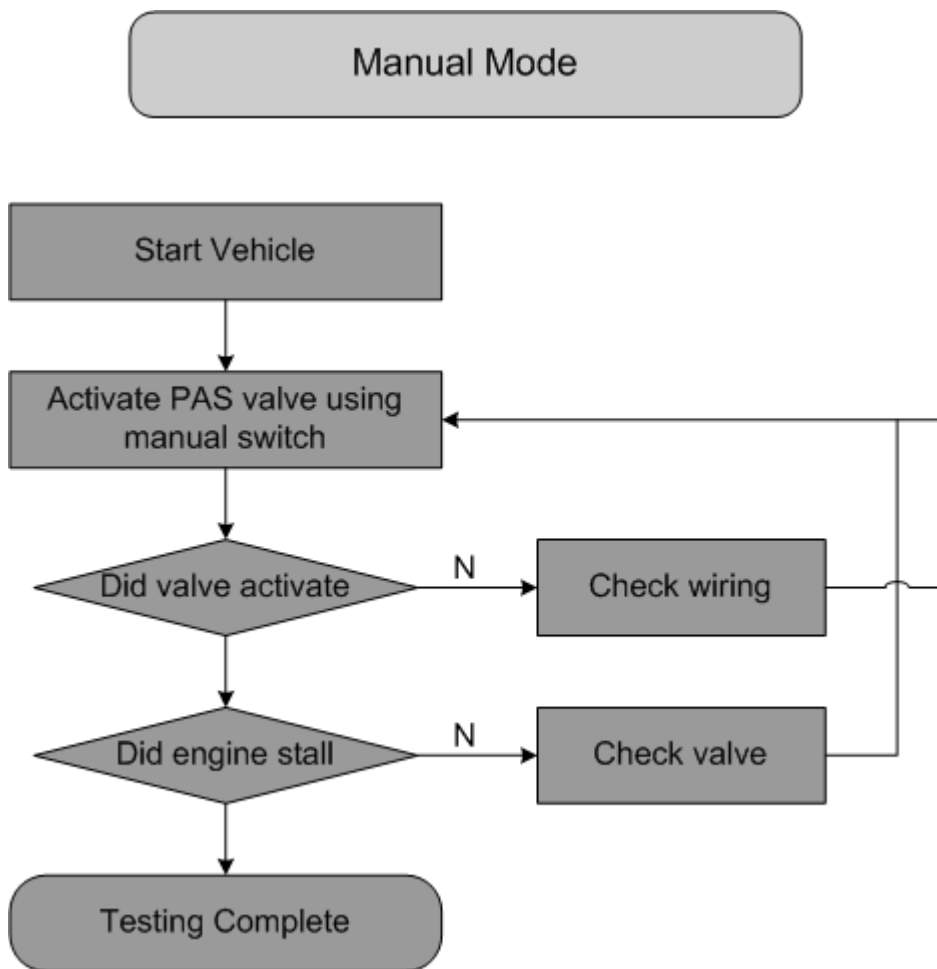 Manual Mode
Start Vehicle
Activate PAS valve using
manual switch
Did valve activate
N
Check wiring
Did engine stall
N
Check valve
Testing Complete